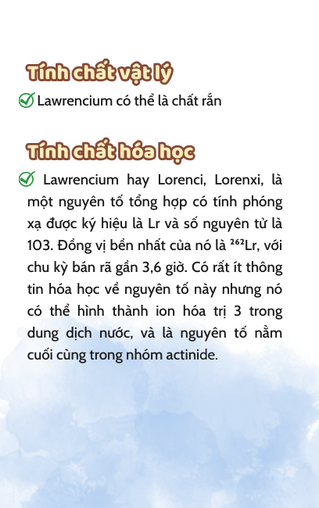 Tính chất vật lý
Lawrencium có thể là chất rắn
Tính chất hóa học
Lawrencium hay Lorenci, Lorenxi, là
một nguyên tố tổng hợp có tính phóng
xạ được ký hiệu là Lr và số nguyên tử là
103. Đồng vị bền nhất của nó là ²⁶²Lr, với
chu kỳ bán rã gần 3,6 giờ. Có rất ít thông
tin hóa học về nguyên tố này nhưng nó
có thể hình thành ion hóa trị 3 trong
dung dịch nước, và là nguyên tố nằm
cuối cùng trong nhóm actinide.